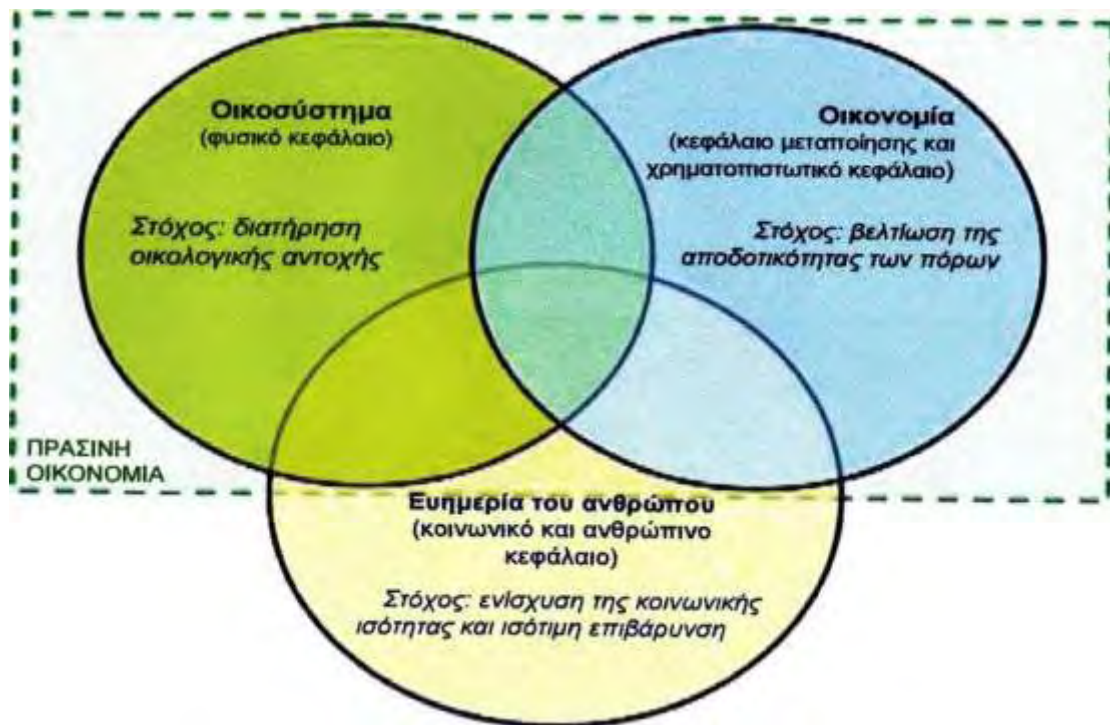 Οικοσύστημα
(φυσικό κεφάλαιο)
Στόχος: διατήρηση
οικολογικής αντοχής
Οικονομία
(κεφάλαιο μεταποίησης και
χρηματοπιστωτικό κεφάλαιο)
Στόχος: βελτίωση της
αποδοτικότητας των πόρων
ΠΡΑΣΙΝΗ
ΟΙΚΟΝΟΜΙΑ
Ευημερία του ανθρώπου
(κοινωνικό και ανθρώπινο
κεφάλαιο)
Στόχος: ενίσχυση της κοινωνικής
ισότητας και ισότιμη επιβάρυνση